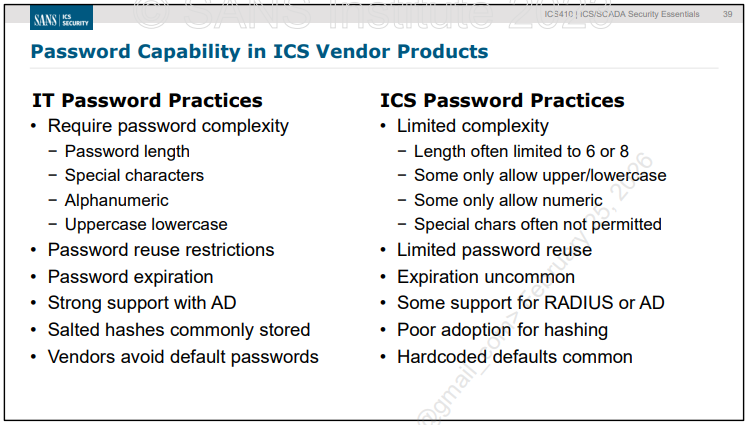 © SANS Institute 2026
SANS | ICS SECURITY
ICS410 | ICS/SCADA Security Essentials 39
Password Capability in ICS Vendor Products
IT Password Practices
• Require password complexity
– Password length
– Special characters
– Alphanumeric
– Uppercase lowercase
• Password reuse restrictions
• Password expiration
• Strong support with AD
• Salted hashes commonly stored
• Vendors avoid default passwords
ICS Password Practices
• Limited complexity
– Length often limited to 6 or 8
– Some only allow upper/lowercase
– Some only allow numeric
– Special chars often not permitted
• Limited password reuse
• Expiration uncommon
• Some support for RADIUS or AD
• Poor adoption for hashing
• Hardcoded defaults common
@gmail_com> February 25, 2026